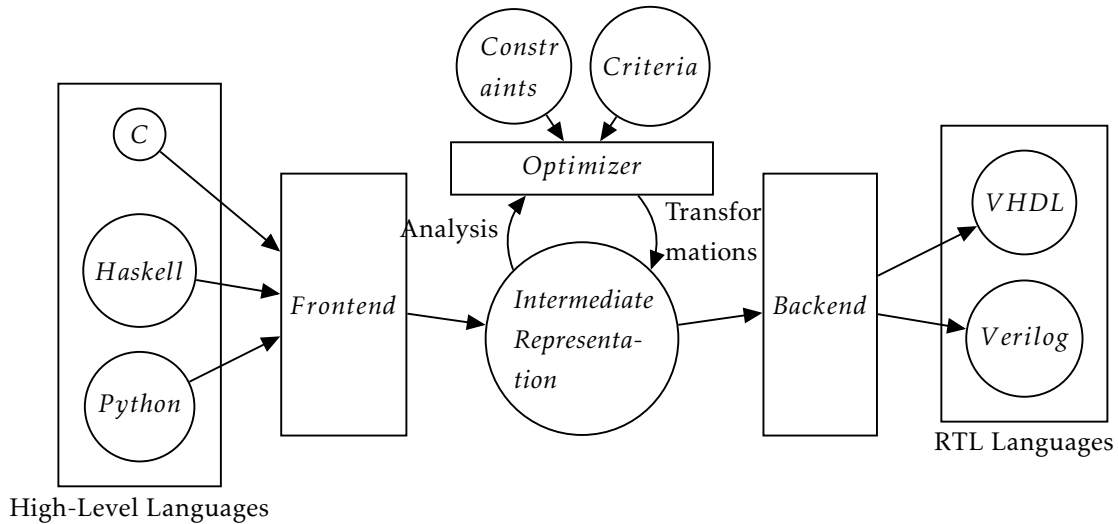 Constr
aints
Criteria
C
Optimizer
VHDL
Analysis
Transfor
mations
Haskell
Frontend
Intermediate
Representa-
tion
Backend
Verilog
Python
RTL Languages
High-Level Languages